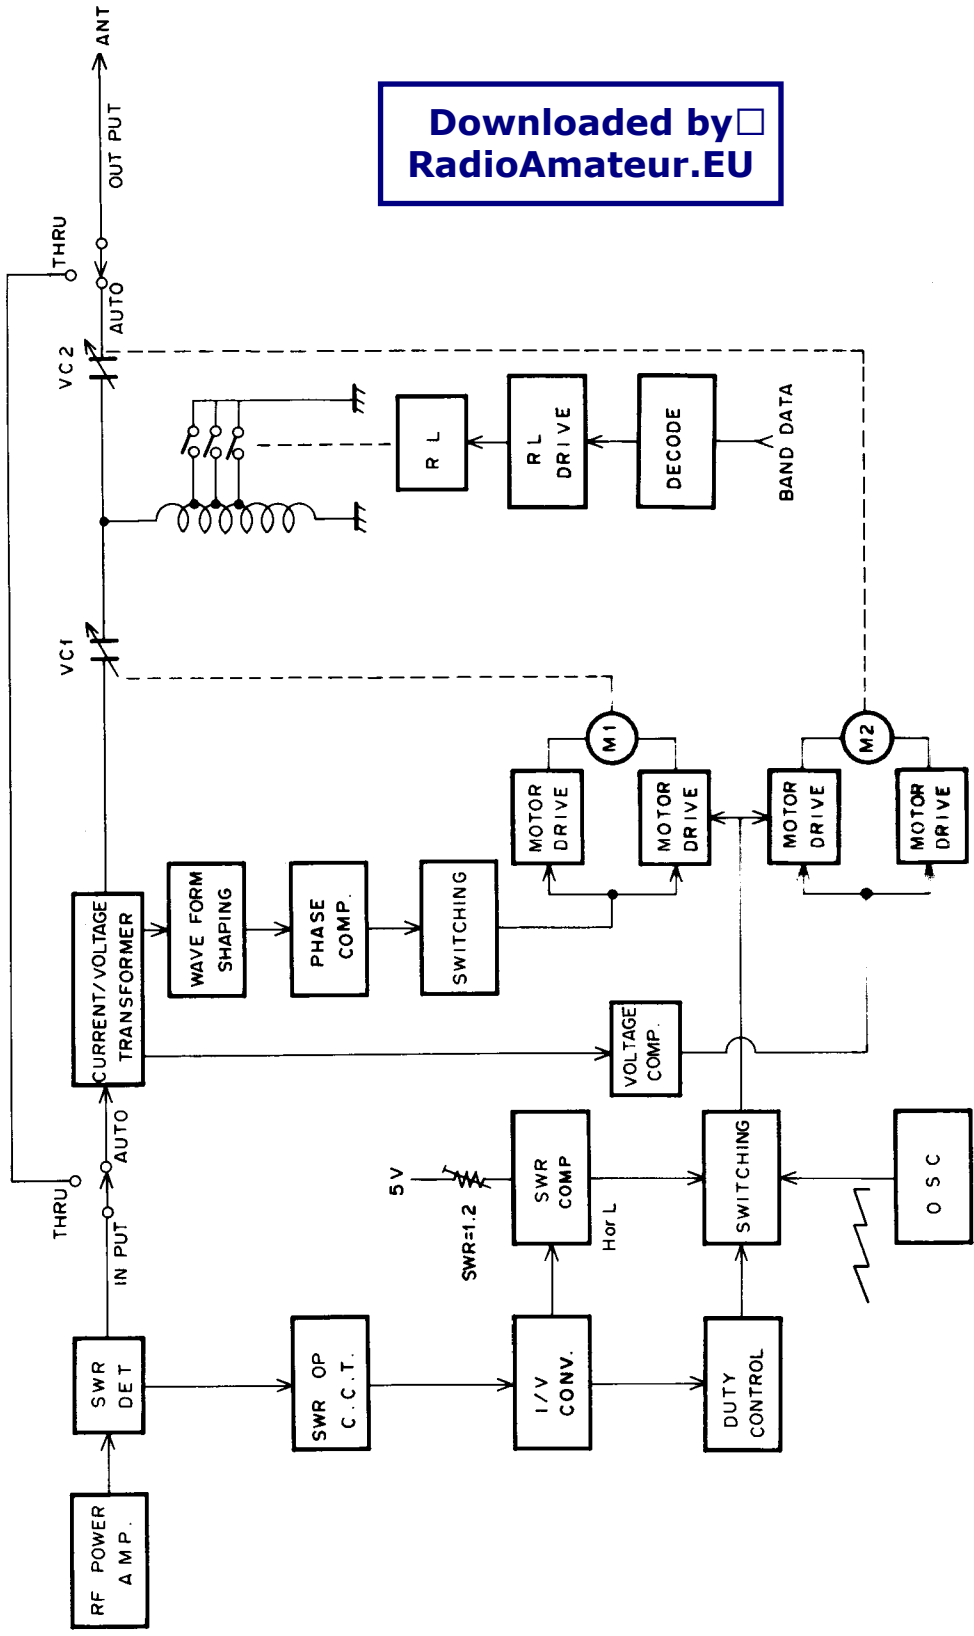 Downloaded by□
RadioAmateur.EU
RF POWER
AMP.
SWR
DET
IN PUT
THRU
AUTO
CURRENT/VOLTAGE
TRANSFORMER
VC1
VC2
AUTO
THRU
OUT PUT
ANT
WAVE FORM
SHAPING
PHASE
COMP.
SWITCHING
MOTOR
DRIVE
MOTOR
DRIVE
M1
RL
RL
DRIVE
DECODE
BAND DATA
SWR OP
C.C.T.
I/V
CONV.
5V
SWR=1.2
SWR
COMP
H or L
VOLTAGE
COMP.
DUTY
CONTROL
SWITCHING
OSC
MOTOR
DRIVE
MOTOR
DRIVE
M2